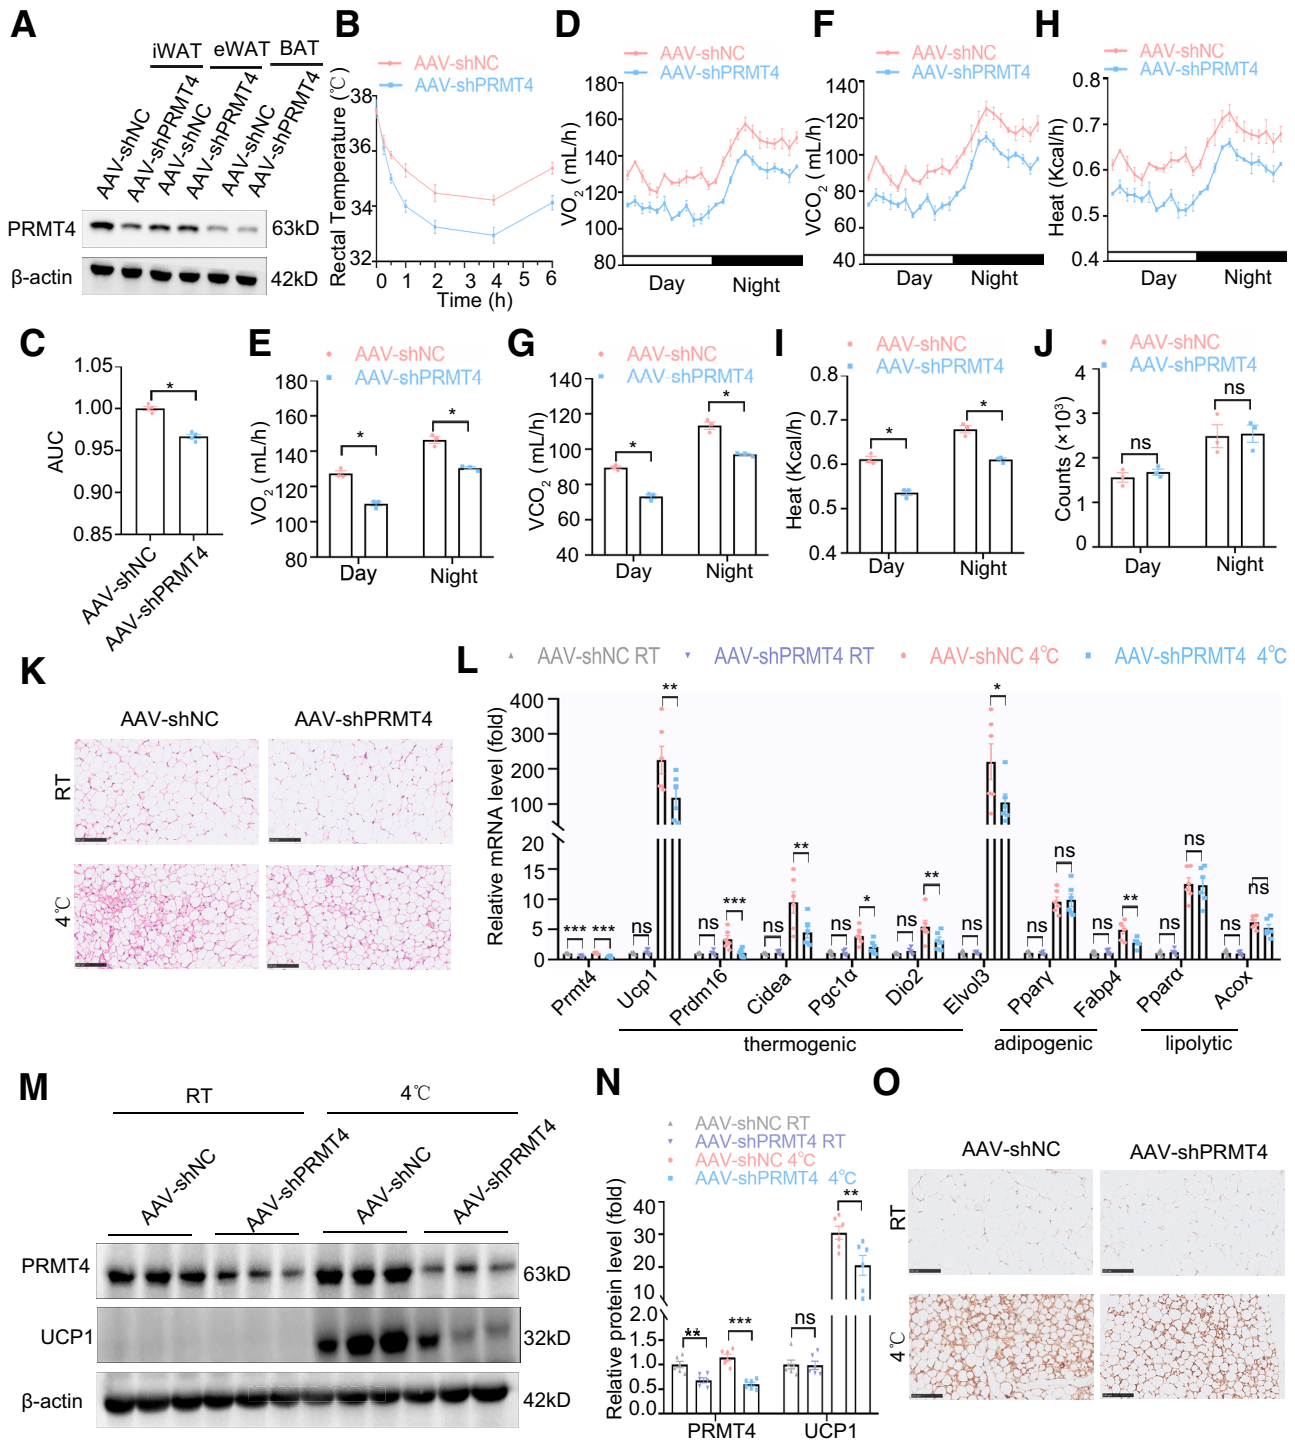 A
iWAT eWAT BAT
AAV-shNC
AAV-shPRMT4
AAV-shNC
AAV-shPRMT4
AAV-shNC
AAV-shPRMT4
PRMT4 63kD
β-actin 42kD
B
AAV-shNC
AAV-shPRMT4
Rectal Temperature (℃)
38
36
34
32
0 1 2 3 4 5 6
Time (h)
D
AAV-shNC
AAV-shPRMT4
VO2 (mL/h)
180
160
140
120
100
80
Day Night
F
AAV-shNC
AAV-shPRMT4
VCO2 (mL/h)
140
120
100
80
60
40
Day Night
H
AAV-shNC
AAV-shPRMT4
Heat (Kcal/h)
0.8
0.7
0.6
0.5
0.4
Day Night
C
AUC
1.05
1.00
0.95
0.90
0.85
*
AAV-shNC
AAV-shPRMT4
E
AAV-shNC
AAV-shPRMT4
VO2 (mL/h)
180
160
140
120
100
80
* *
Day Night
G
AAV-shNC
AAV-shPRMT4
VCO2 (mL/h)
140
120
100
80
60
40
* *
Day Night
I
AAV-shNC
AAV-shPRMT4
Heat (Kcal/h)
0.8
0.7
0.6
0.5
0.4
* *
Day Night
J
AAV-shNC
AAV-shPRMT4
Counts (×10³)
4
3
2
1
0
ns ns
Day Night
K
AAV-shNC AAV-shPRMT4
RT
4℃
L
AAV-shNC RT AAV-shPRMT4 RT AAV-shNC 4℃ AAV-shPRMT4 4℃
Relative mRNA level (fold)
400
300
200
100
20
15
10
5
0
*** *** ns ** ns *** ns ** ns * ns ** ns * ns ns ns ** ns ns ns ns
Prmt4 Ucp1 Prdm16 Cidea Pgc1α Dio2 Elvol3 Pparγ Fabp4 Pparα Acox
thermogenic adipogenic lipolytic
M
RT 4℃
AAV-shNC AAV-shPRMT4 AAV-shNC AAV-shPRMT4
PRMT4 63kD
UCP1 32kD
β-actin 42kD
N
AAV-shNC RT
AAV-shPRMT4 RT
AAV-shNC 4℃
AAV-shPRMT4 4℃
Relative protein level (fold)
40
30
20
10
2.0
1.5
1.0
0.5
0.0
** *** ns **
PRMT4 UCP1
O
AAV-shNC AAV-shPRMT4
RT
4℃